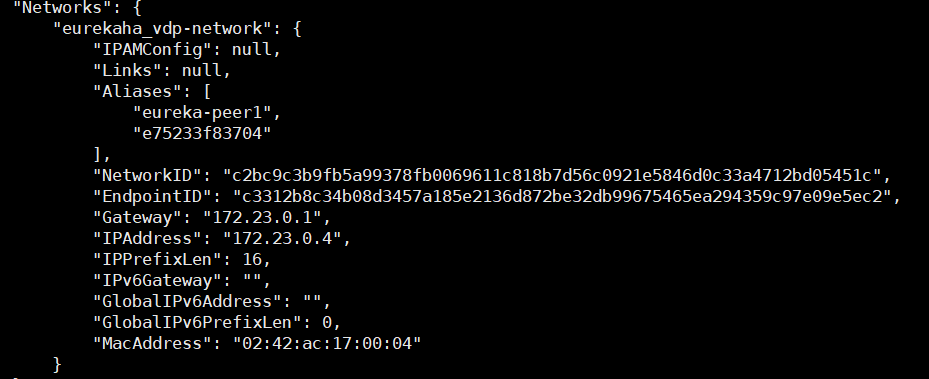 "Networks": {
"eurekaha_vdp-network": {
"IPAMConfig": null,
"Links": null,
"Aliases": [
"eureka-peer1",
"e75233f83704"
],
"NetworkID": "c2bc9c3b9fb5a99378fb0069611c818b7d56c0921e5846d0c33a4712bd05451c",
"EndpointID": "c3312b8c34b08d3457a185e2136d872be32db99675465ea294359c97e09e5ec2",
"Gateway": "172.23.0.1",
"IPAddress": "172.23.0.4",
"IPPrefixLen": 16,
"IPv6Gateway": "",
"GlobalIPv6Address": "",
"GlobalIPv6PrefixLen": 0,
"MacAddress": "02:42:ac:17:00:04"
}